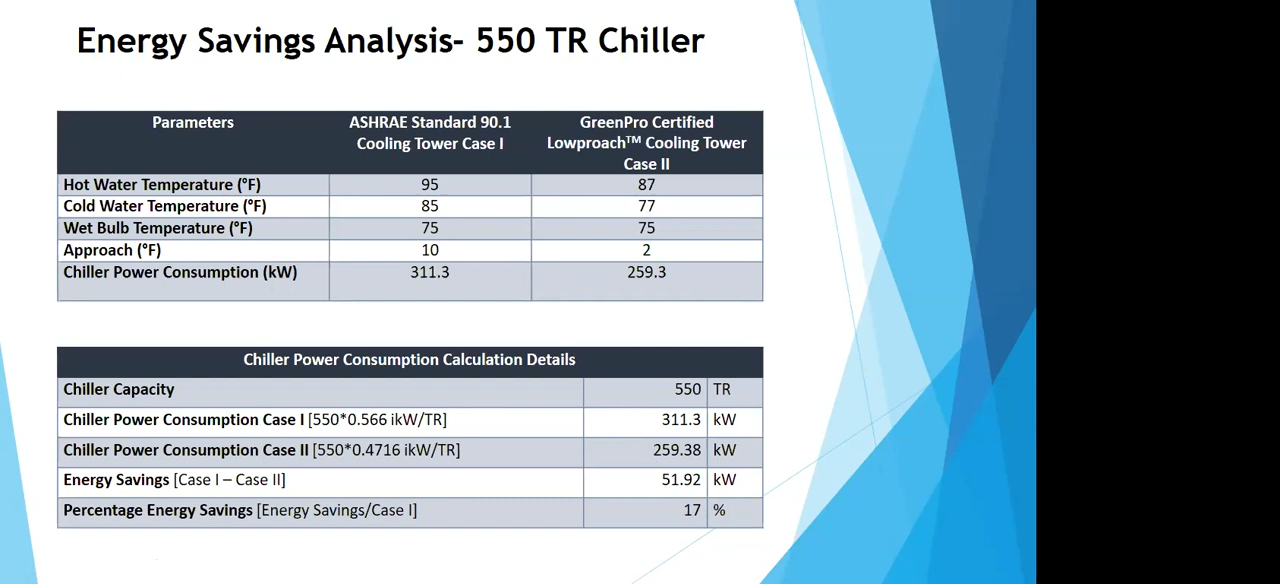 Energy Savings Analysis- 550 TR Chiller
Parameters
ASHRAE Standard 90.1
Cooling Tower Case I
GreenPro Certified
Lowproach™ Cooling Tower
Case II
Hot Water Temperature (°F) 95 87
Cold Water Temperature (°F) 85 77
Wet Bulb Temperature (°F) 75 75
Approach (°F) 10 2
Chiller Power Consumption (kW) 311.3 259.3
Chiller Power Consumption Calculation Details
Chiller Capacity 550 TR
Chiller Power Consumption Case I [550*0.566 ikW/TR] 311.3 kW
Chiller Power Consumption Case II [550*0.4716 ikW/TR] 259.38 kW
Energy Savings [Case I – Case II] 51.92 kW
Percentage Energy Savings [Energy Savings/Case I] 17 %